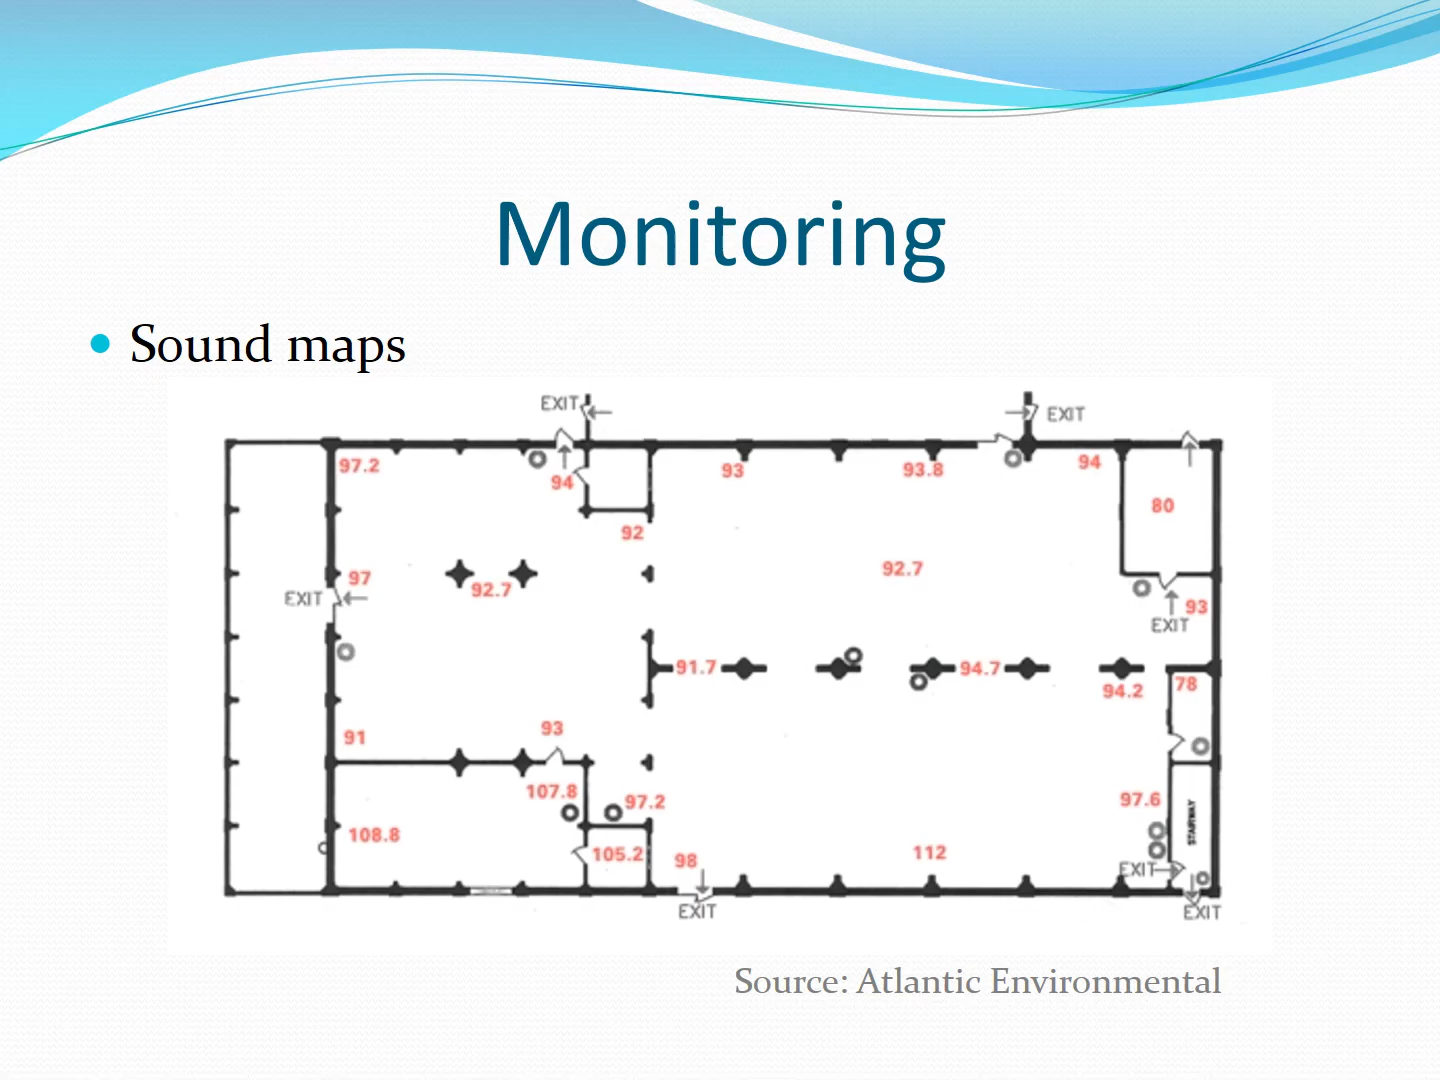 Monitoring
Sound maps
EXIT
EXIT
97.2
94
93
93.8
94
80
92
92.7
97
92.7
EXIT
93
EXIT
91.7
94.7
94.2
78
91
93
107.8
97.2
97.6
STAIRWAY
108.8
105.2
98
112
EXIT
EXIT
EXIT
Source: Atlantic Environmental